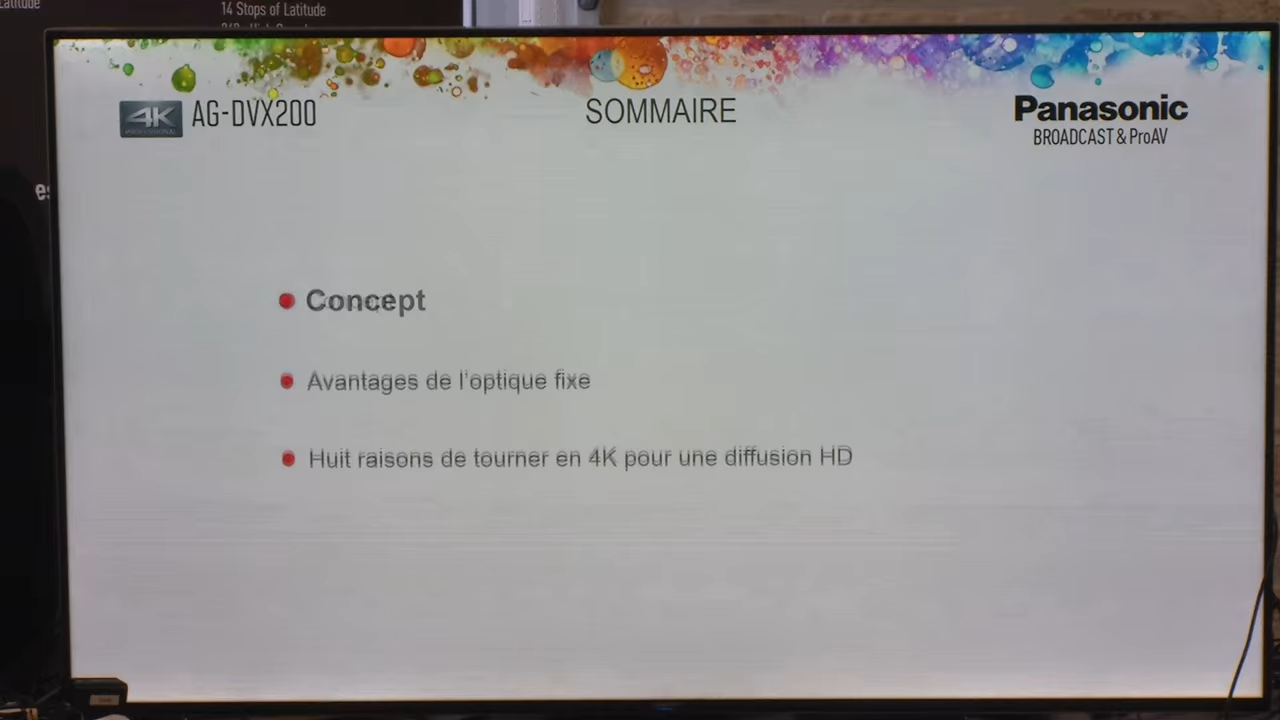 14 Stops of Latitude
4K
PROFESSIONAL
AG-DVX200
SOMMAIRE
Panasonic
BROADCAST & ProAV
Concept
Avantages de l'optique fixe
Huit raisons de tourner en 4K pour une diffusion HD